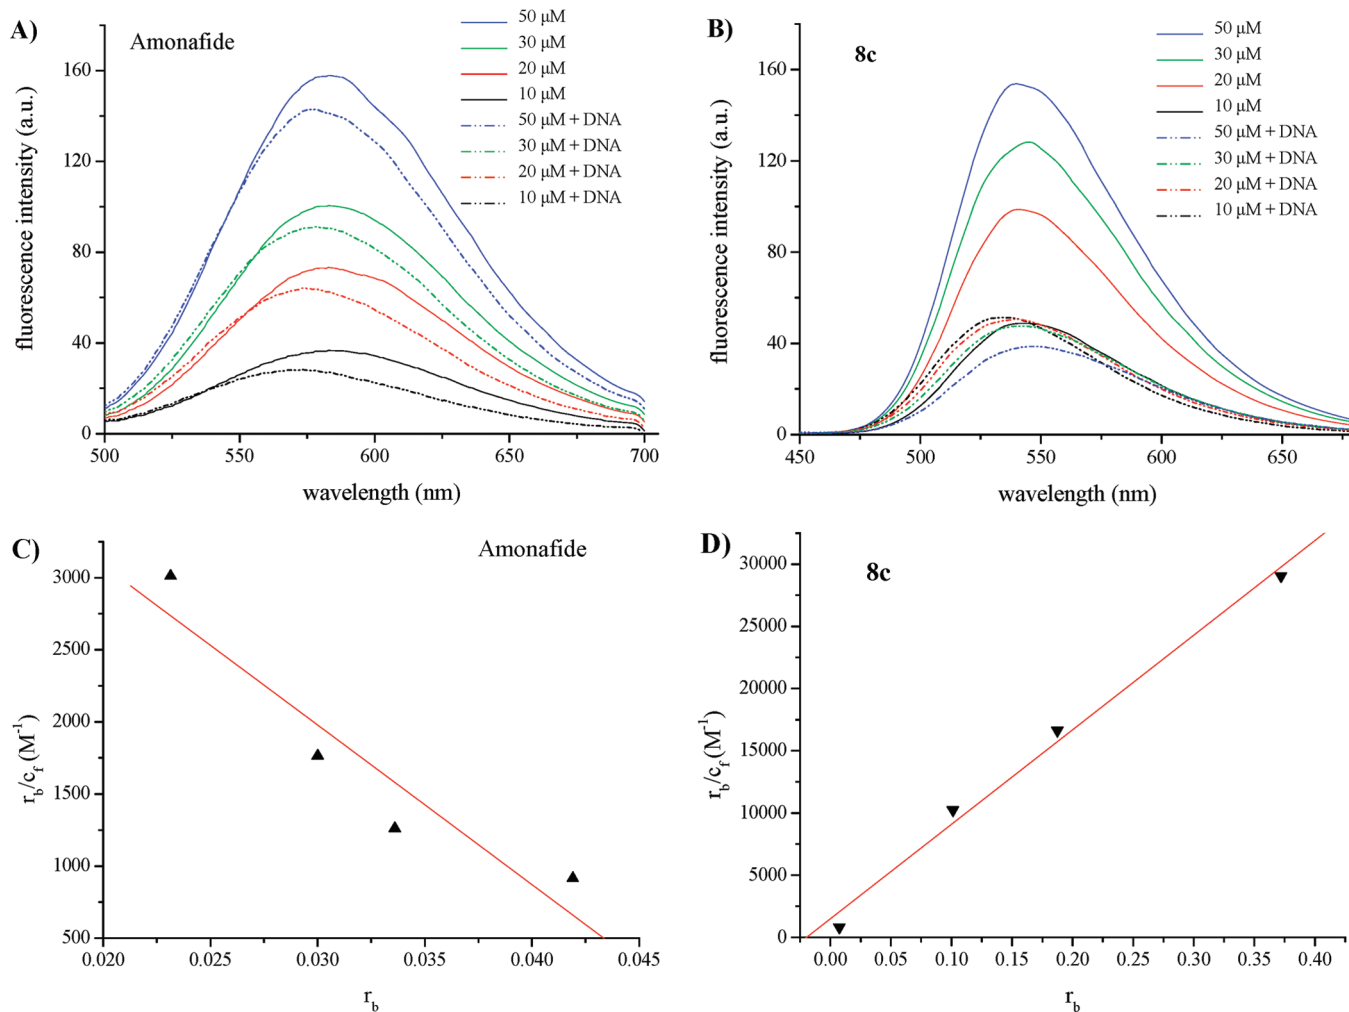 A)
Amonafide
50 μM
30 μM
20 μM
10 μM
50 μM + DNA
30 μM + DNA
20 μM + DNA
10 μM + DNA
fluorescence intensity (a.u.)
160
120
80
40
0
500
550
600
650
700
wavelength (nm)
B)
8c
50 μM
30 μM
20 μM
10 μM
50 μM + DNA
30 μM + DNA
20 μM + DNA
10 μM + DNA
fluorescence intensity (a.u.)
160
120
80
40
0
450
500
550
600
650
wavelength (nm)
C)
Amonafide
r_b/c_f (M^-1)
3000
2500
2000
1500
1000
500
0.020
0.025
0.030
0.035
0.040
0.045
r_b
D)
8c
r_b/c_f (M^-1)
30000
25000
20000
15000
10000
5000
0
0.00
0.05
0.10
0.15
0.20
0.25
0.30
0.35
0.40
r_b